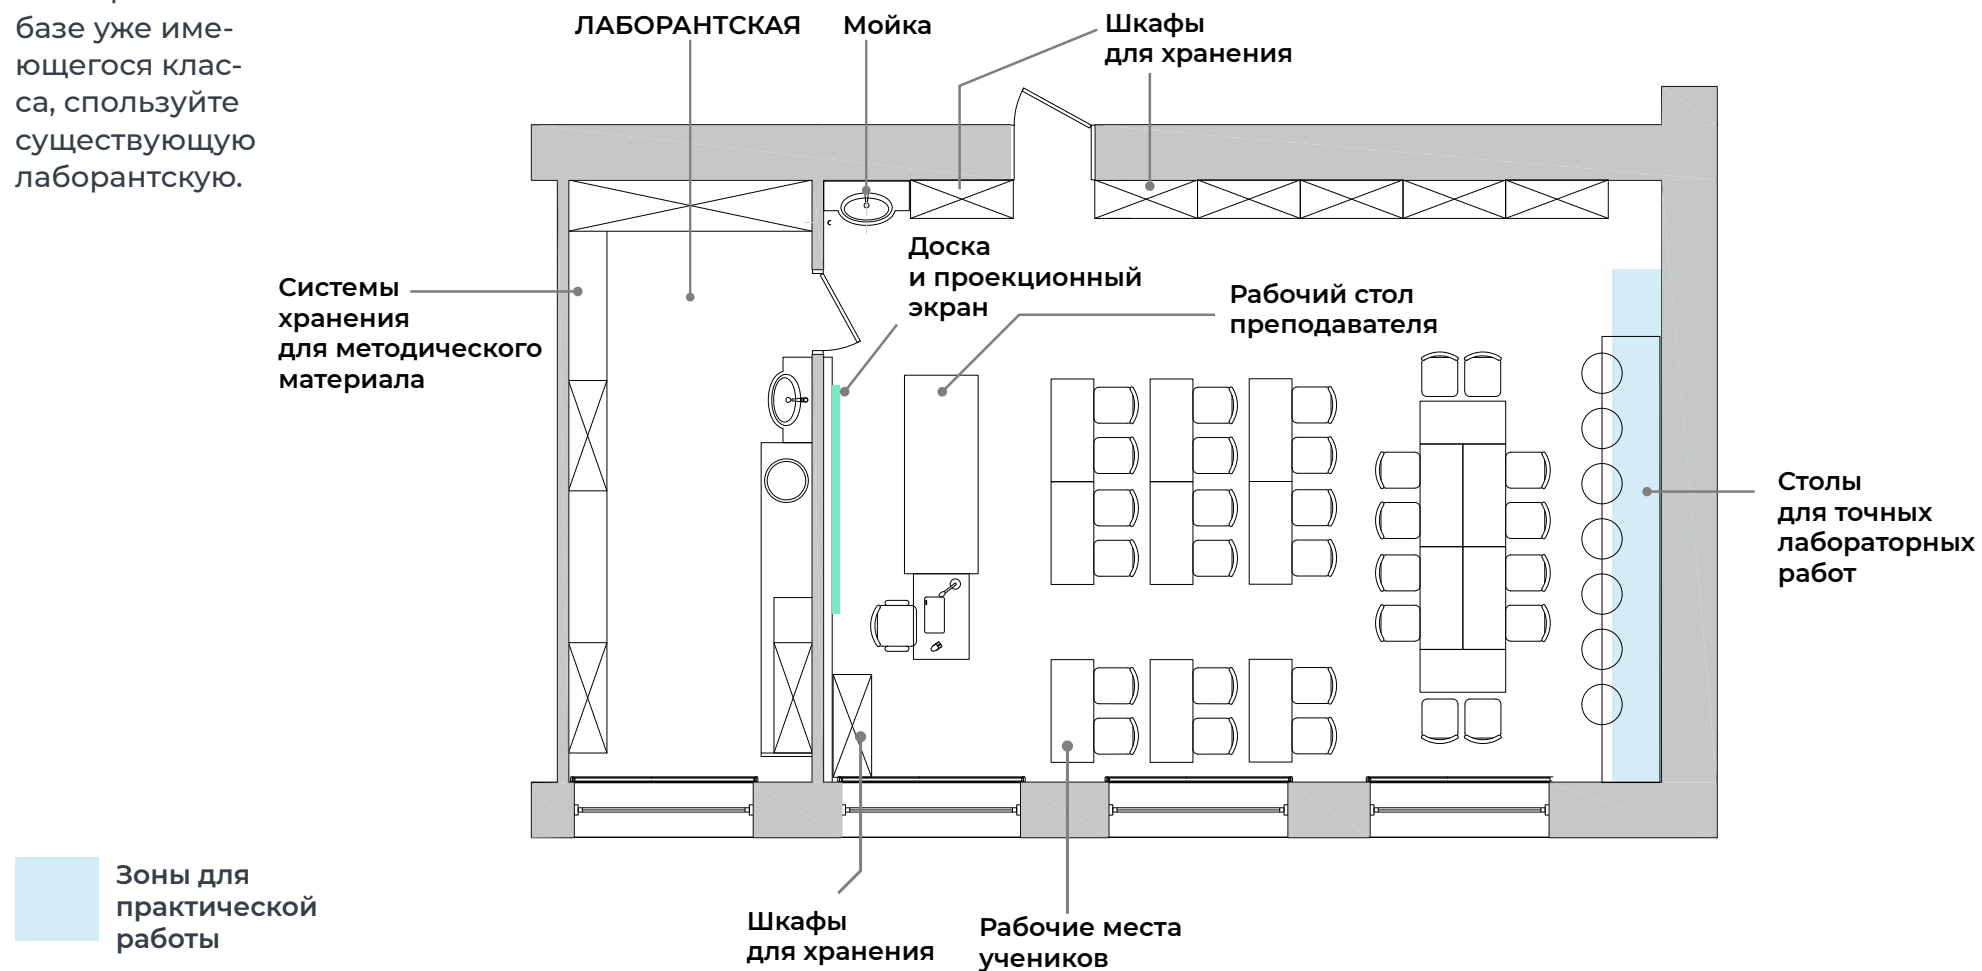 базе уже име-
ющегося клас-
са, спользуйте
существующую
лаборантскую.
ЛАБОРАНТСКАЯ
Мойка
Шкафы
для хранения
Системы
хранения
для методического
материала
Доска
и проекционный
экран
Рабочий стол
преподавателя
Столы
для точных
лабораторных
работ
Зоны для
практической
работы
Шкафы
для хранения
Рабочие места
учеников